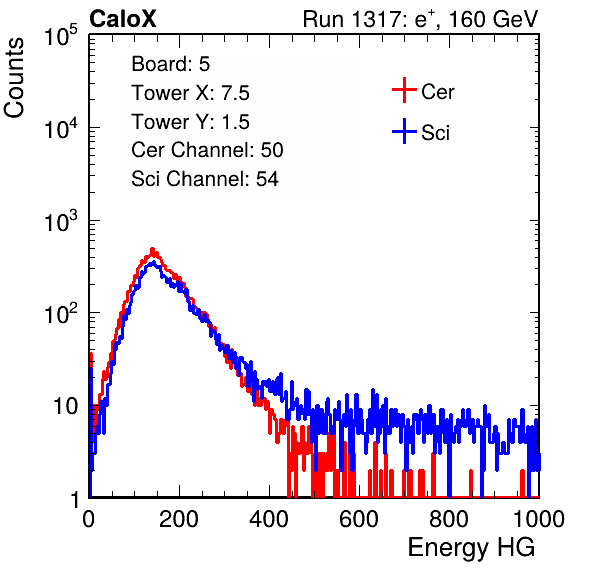 CaloX Run 1317: e⁺, 160 GeV
Counts
Board: 5
Tower X: 7.5
Tower Y: 1.5
Cer Channel: 50
Sci Channel: 54
Cer
Sci
10⁵
10⁴
10³
10²
10
1
0 200 400 600 800 1000
Energy HG